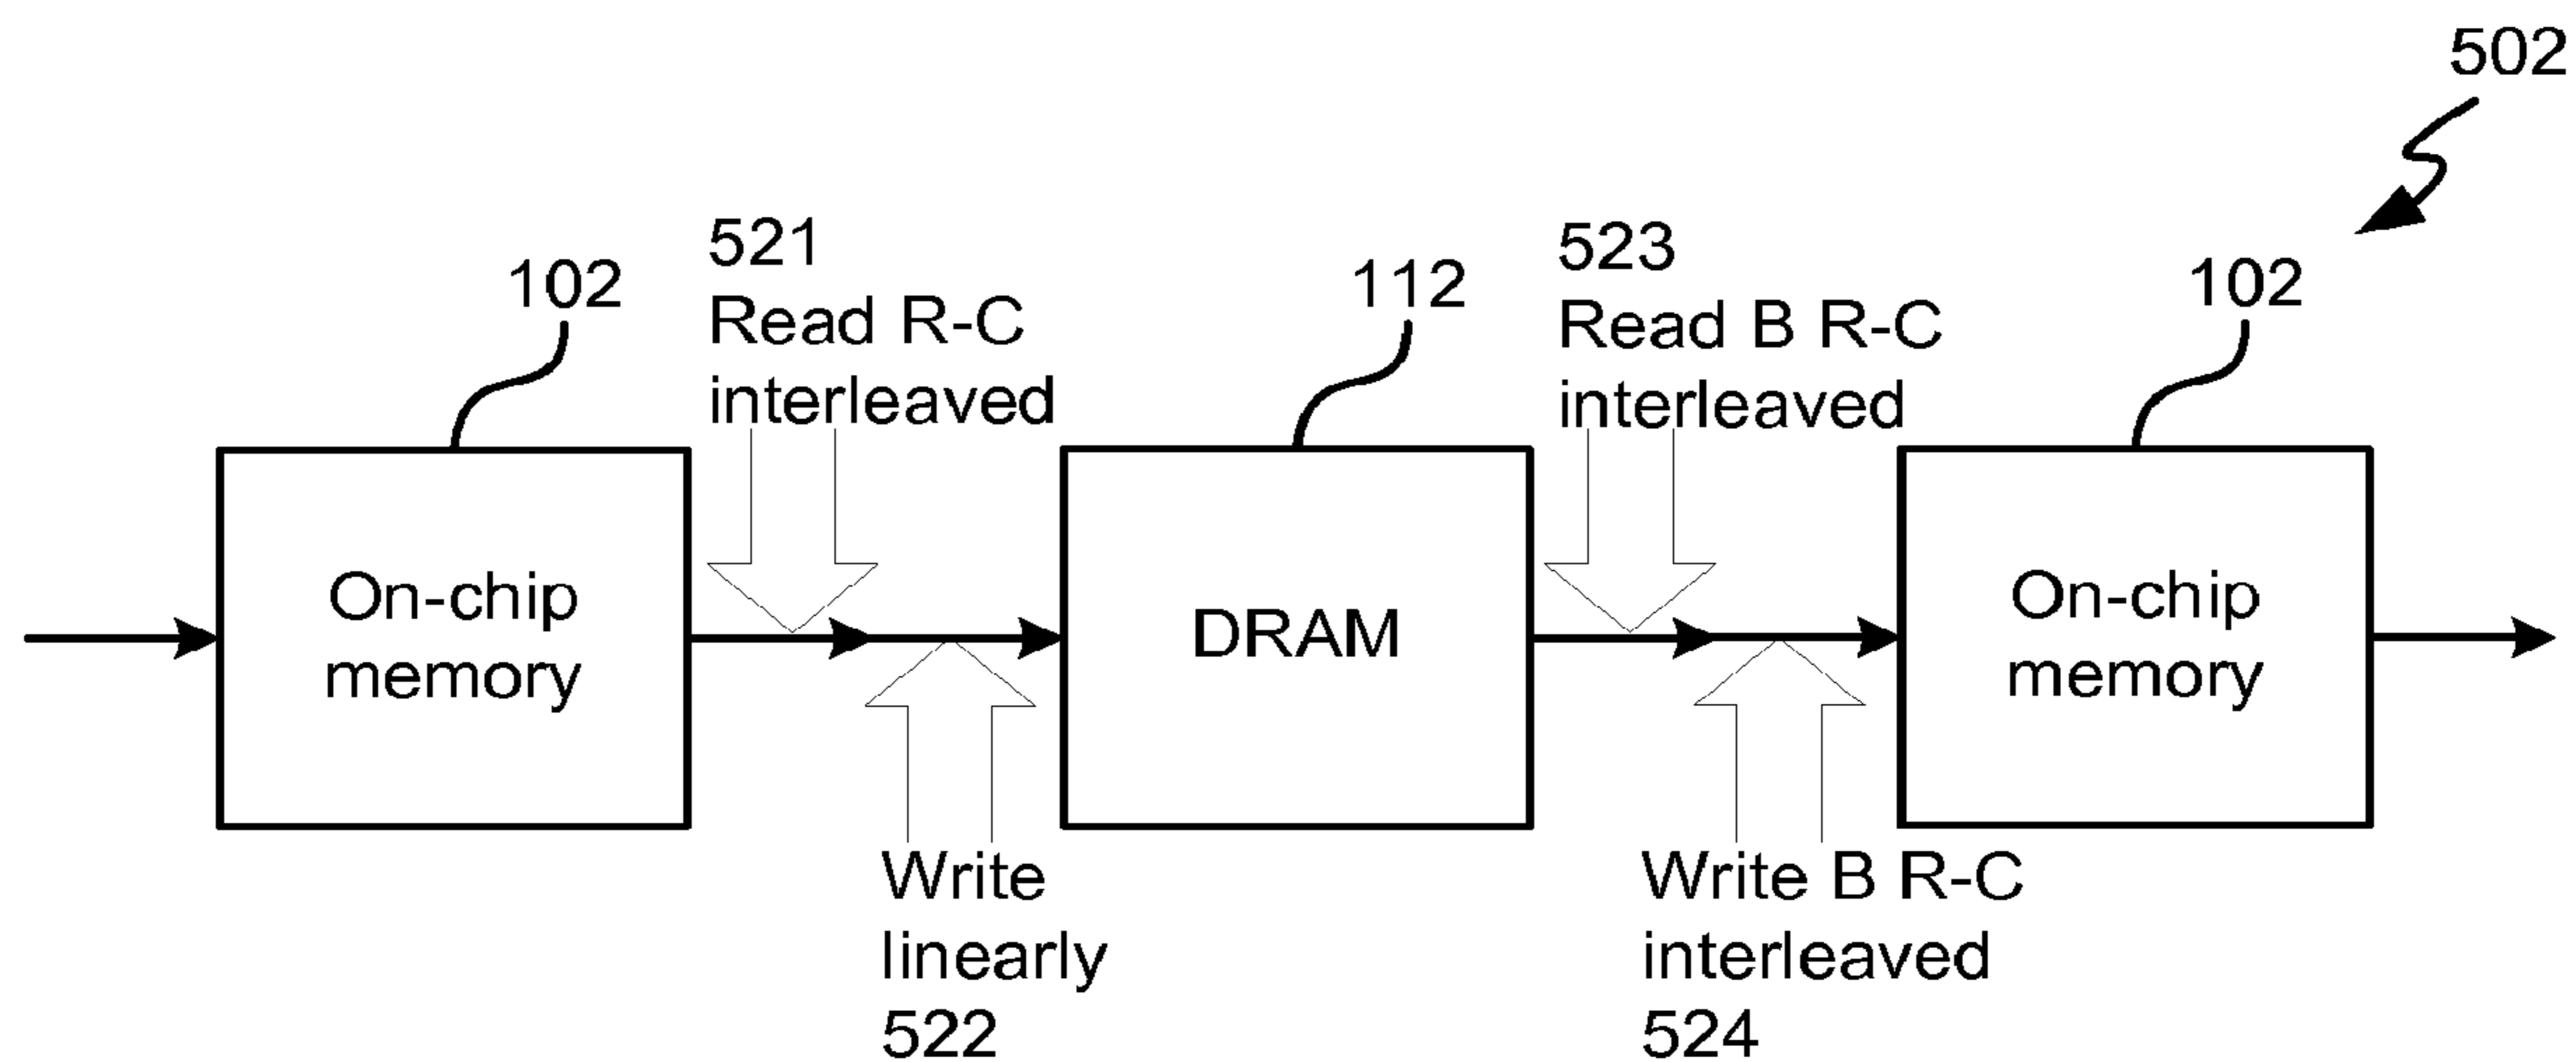 502
521
Read R-C
interleaved
523
Read B R-C
interleaved
102
112
102
On-chip
memory
DRAM
On-chip
memory
Write
linearly
522
Write B R-C
interleaved
524